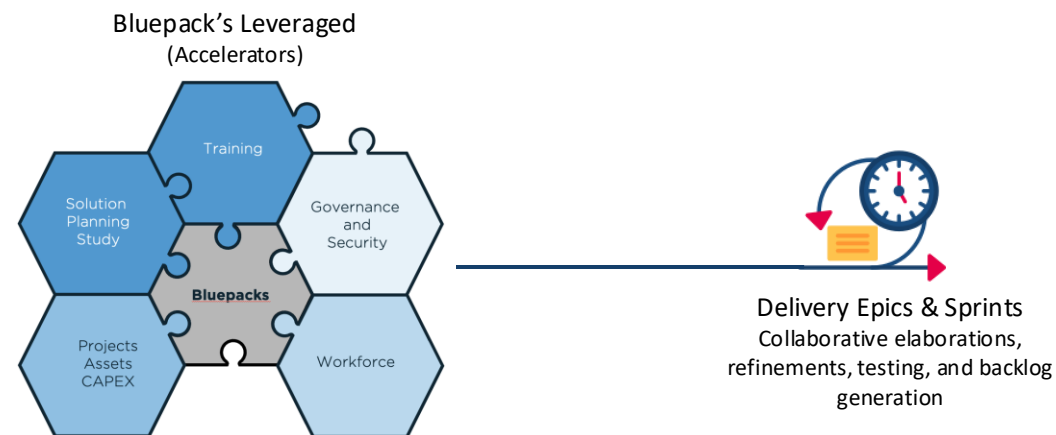 Bluepack’s Leveraged
(Accelerators)
Training
Solution
Planning
Study
Governance
and
Security
Bluepacks
Projects
Assets
CAPEX
Workforce
Delivery Epics & Sprints
Collaborative elaborations,
refinements, testing, and backlog
generation